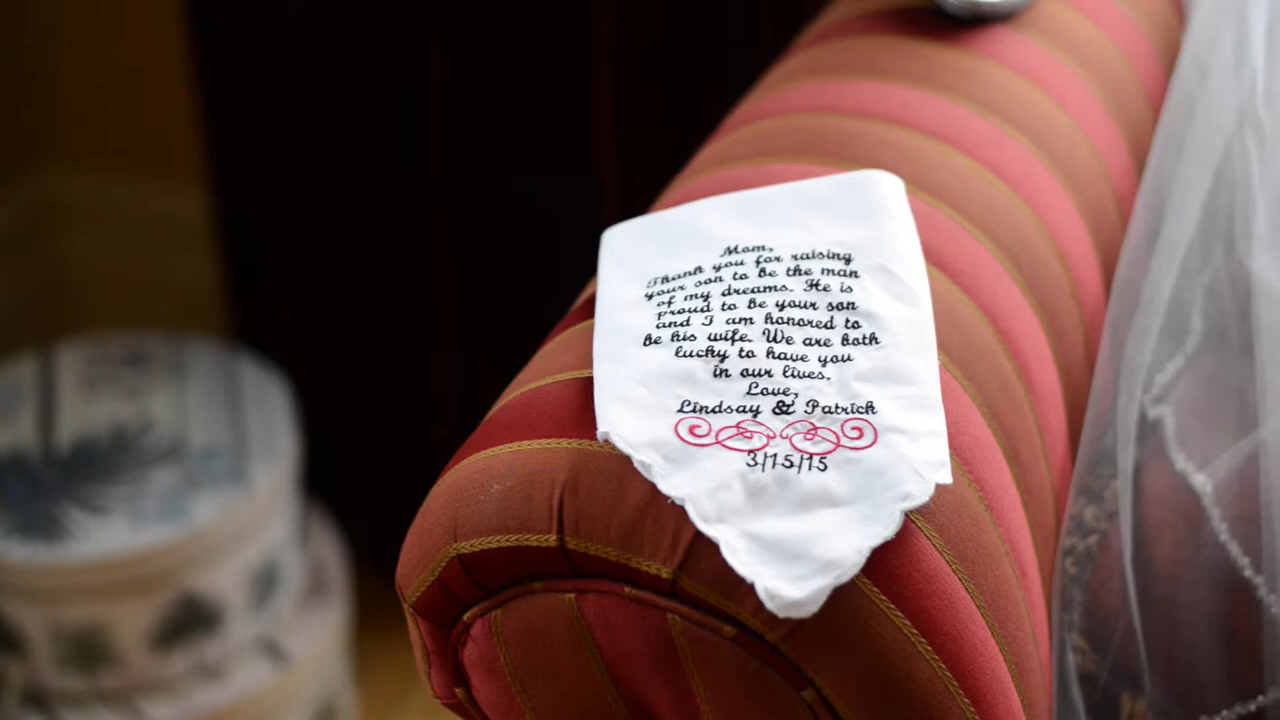 Mom,
Thank you for raising
your son to be the man
of my dreams. He is
proud to be your son
and I am honored to
be his wife. We are both
lucky to have you
in our lives.
Love,
Lindsay & Patrick
3/15/15